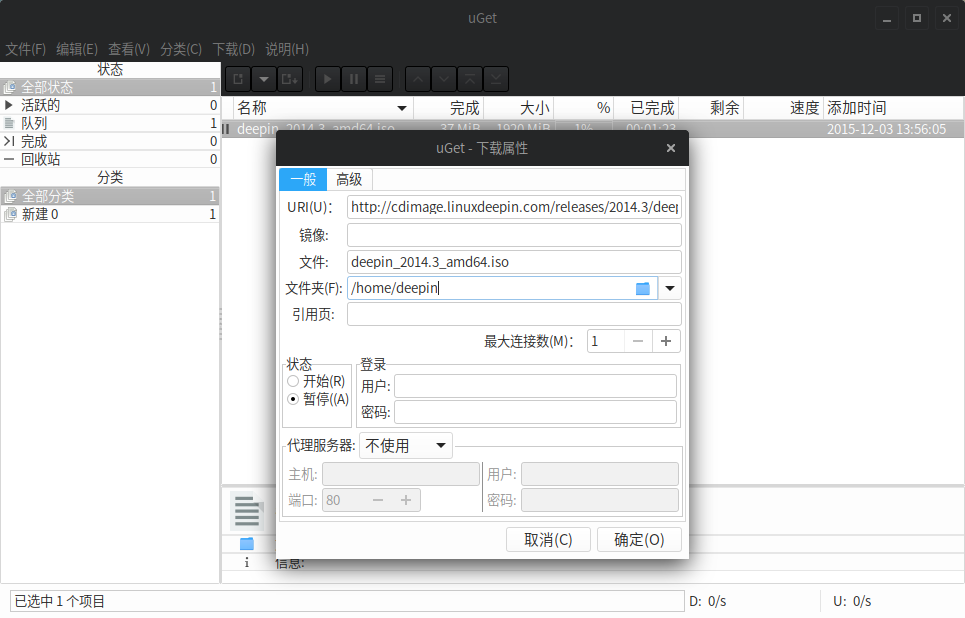 uGet
文件(F) 编辑(E) 查看(V) 分类(C) 下载(D) 说明(H)
状态
全部状态 1
活跃的 0
队列 1
完成 0
回收站 0
分类
全部分类 1
新建 0 1
名称 完成 大小 % 已完成 剩余 速度 添加时间
deepin_2014.3_amd64.iso 37 MiB 1920 MiB 1% 00:01:23 2015-12-03 13:56:05
uGet - 下载属性
一般 高级
URI(U): http://cdimage.linuxdeepin.com/releases/2014.3/deep
镜像:
文件: deepin_2014.3_amd64.iso
文件夹(F): /home/deepin
引用页:
最大连接数(M): 1
状态
开始(R)
暂停((A)
登录
用户:
密码:
代理服务器: 不使用
主机: 用户:
端口: 80 密码:
取消(C) 确定(O)
信息:
已选中 1 个项目 D: 0/s U: 0/s